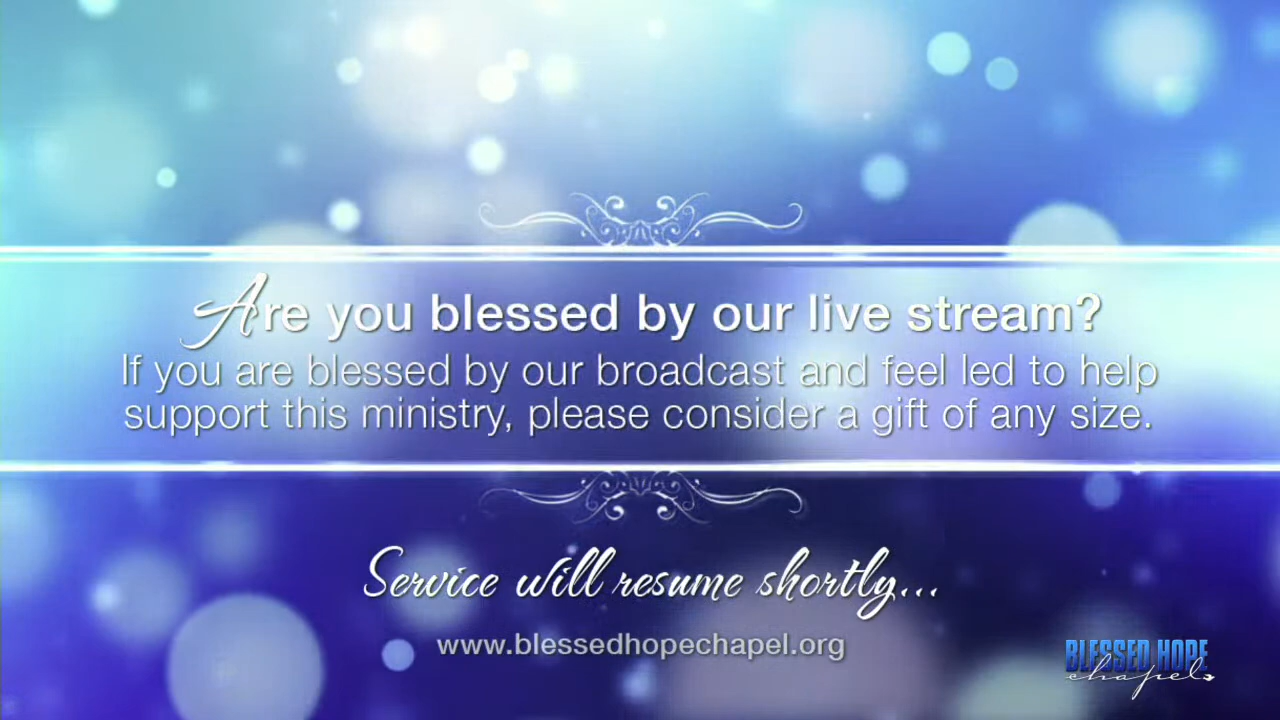 Are you blessed by our live stream?
If you are blessed by our broadcast and feel led to help
support this ministry, please consider a gift of any size.
Service will resume shortly...
www.blessedhopechapel.org
BLESSED HOPE
chapel